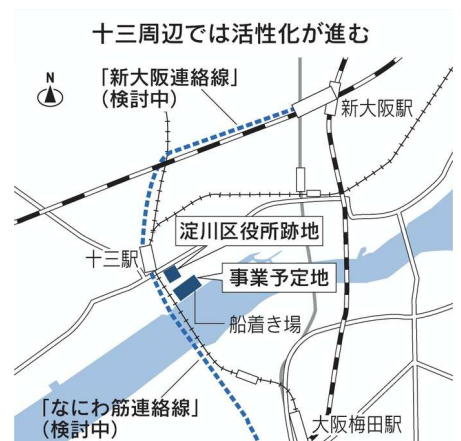 十三周辺では活性化が進む
N
「新大阪連絡線」
（検討中）
新大阪駅
淀川区役所跡地
十三駅
事業予定地
船着き場
「なにわ筋連絡線」
（検討中）
大阪梅田駅